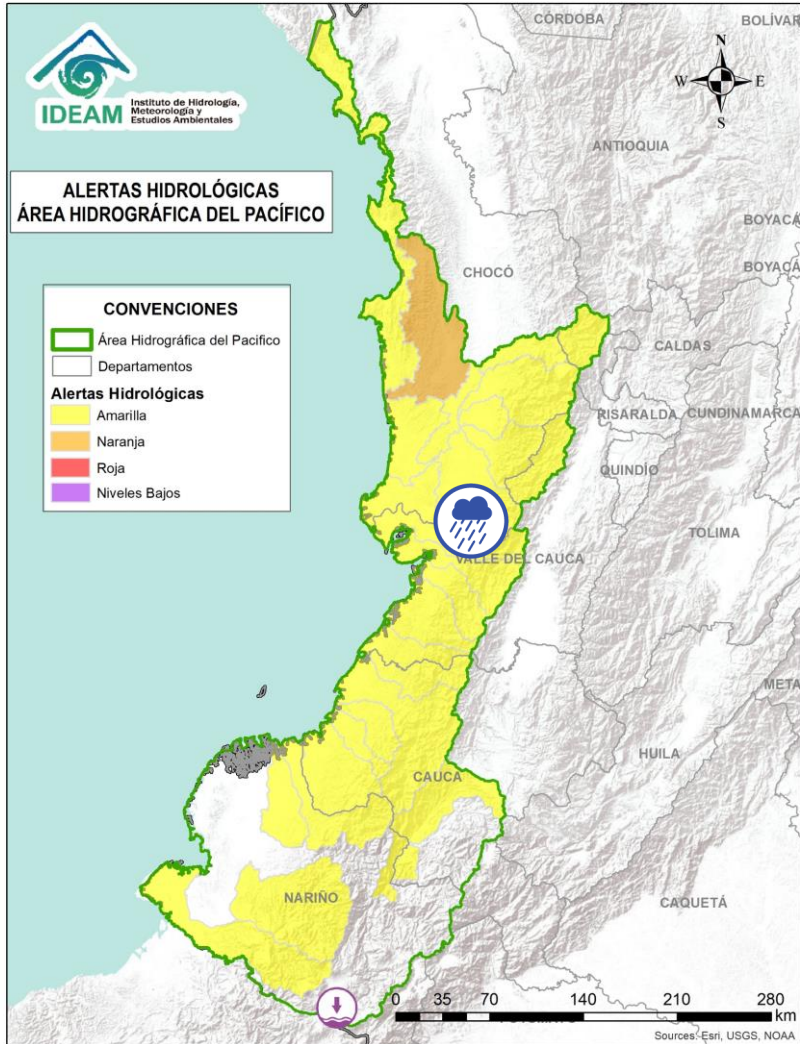 IDEAM
Instituto de Hidrología,
Meteorología y
Estudios Ambientales
ALERTAS HIDROLÓGICAS
ÁREA HIDROGRÁFICA DEL PACÍFICO
CONVENCIONES
Área Hidrográfica del Pacífico
Departamentos
Alertas Hidrológicas
Amarilla
Naranja
Roja
Niveles Bajos
CÓRDOBA
BOLÍVAR
N
W
E
S
ANTIOQUIA
BOYACÁ
CHOCÓ
BOYACÁ
CALDAS
RISARALDA
CUNDINAMARCA
QUINDÍO
TOLIMA
VALLE DEL CAUCA
META
HUILA
CAUCA
NARIÑO
CAQUETÁ
0 35 70 140 210 280
km
Sources: Esri, USGS, NOAA